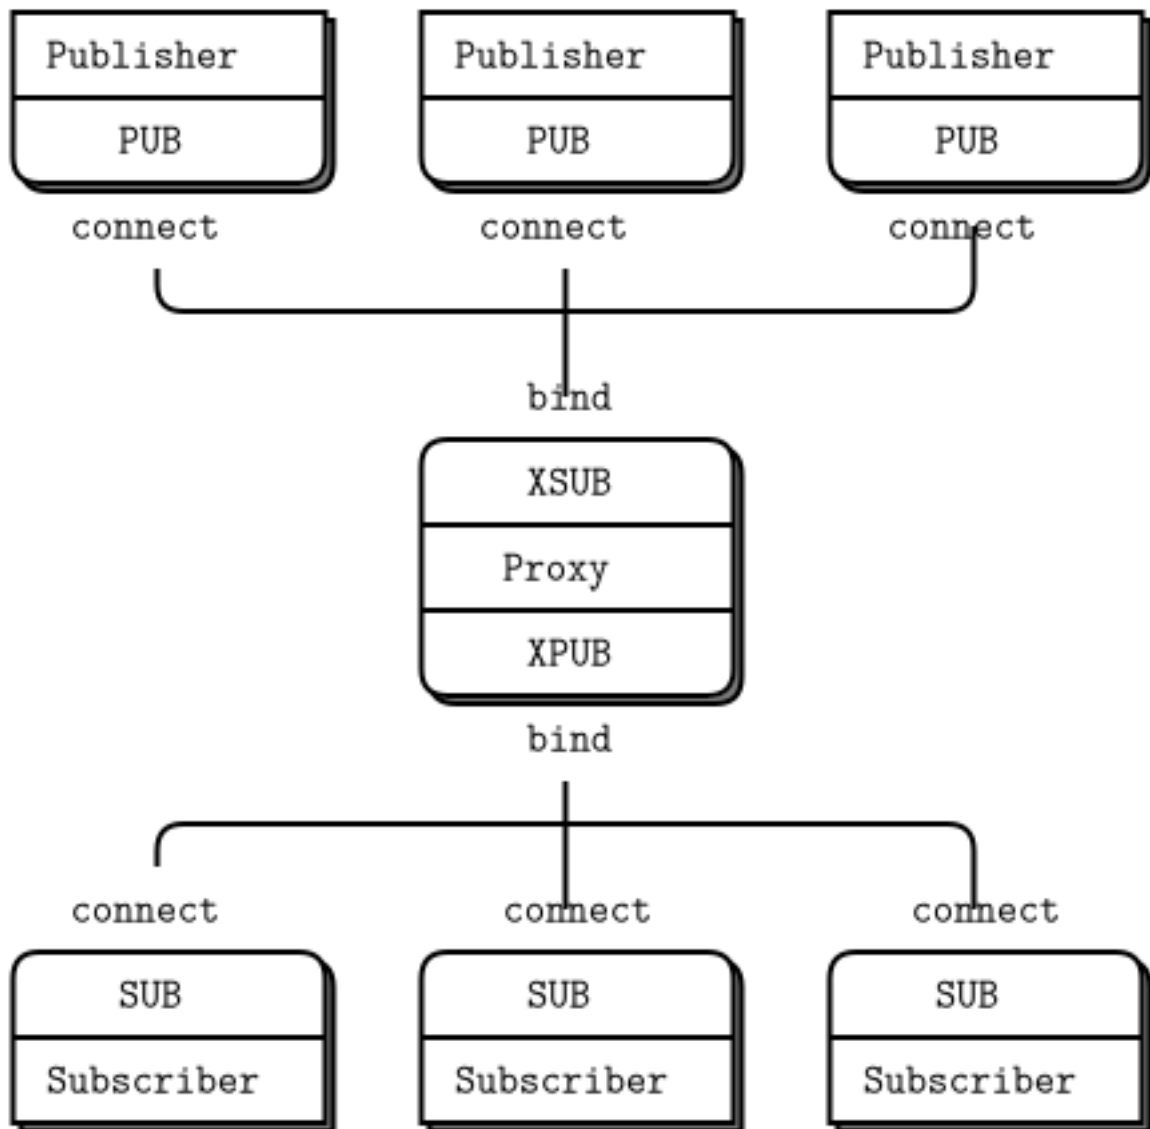 Publisher Publisher Publisher
PUB PUB PUB
connect connect connect
bind
XSUB
Proxy
XPUB
bind
connect connect connect
SUB SUB SUB
Subscriber Subscriber Subscriber